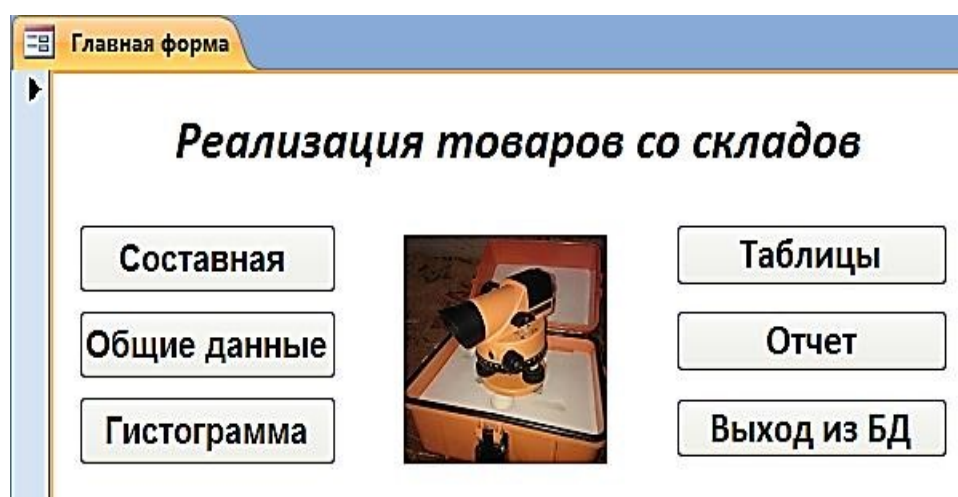 Главная форма
Реализация товаров со складов
Составная
Общие данные
Гистограмма
Таблицы
Отчет
Выход из БД